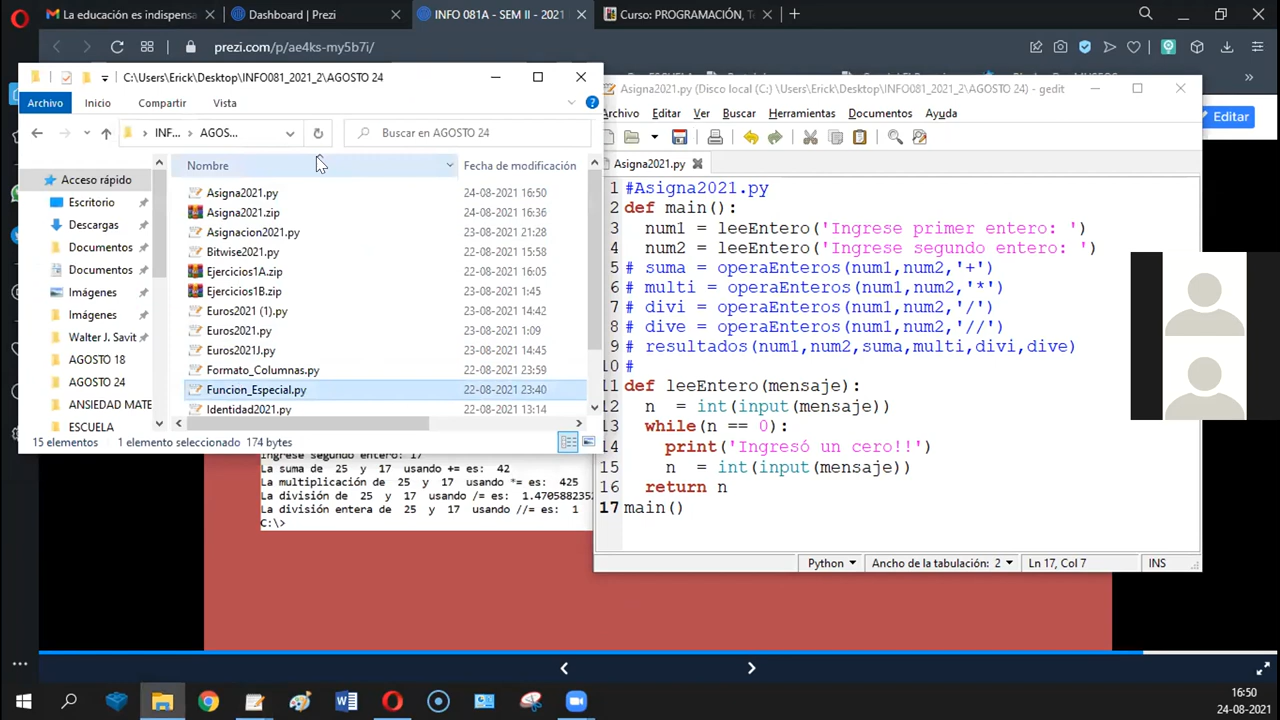 La educación es indispensa
Dashboard | Prezi
INFO 081A - SEM II - 2021
Curso: PROGRAMACIÓN, T
prezi.com/p/ae4ks-my5b7i/
Editar
C:\Users\Erick\Desktop\INFO081_2021_2\AGOSTO 24
Archivo Inicio Compartir Vista
INF... AGOS...
Buscar en AGOSTO 24
Nombre Fecha de modificación
Acceso rápido
Escritorio
Descargas
Documentos
Documentos
Imágenes
Imágenes
Walter J. Savit
AGOSTO 18
AGOSTO 24
ANSIEDAD MATE
ESCUELA
Asigna2021.py 24-08-2021 16:50
Asigna2021.zip 24-08-2021 16:36
Asignacion2021.py 23-08-2021 21:28
Bitwise2021.py 22-08-2021 15:58
Ejercicios1A.zip 22-08-2021 16:05
Ejercicios1B.zip 23-08-2021 1:45
Euros2021 (1).py 23-08-2021 14:42
Euros2021.py 23-08-2021 1:09
Euros2021J.py 23-08-2021 14:45
Formato_Columnas.py 22-08-2021 23:59
Funcion_Especial.py 22-08-2021 23:40
Identidad2021.py 22-08-2021 13:14
15 elementos 1 elemento seleccionado 174 bytes
Ingrese segundo entero: 17
La suma de 25 y 17 usando += es: 42
La multiplicación de 25 y 17 usando *= es: 425
La división de 25 y 17 usando /= es: 1.470588235
La división entera de 25 y 17 usando //= es: 1
C:\>
Asigna2021.py (Disco local (C:) \Users\Erick\Desktop\INFO081_2021_2\AGOSTO 24) - gedit
Archivo Editar Ver Buscar Herramientas Documentos Ayuda
Asigna2021.py
1 #Asigna2021.py
2 def main():
3 num1 = leeEntero('Ingrese primer entero: ')
4 num2 = leeEntero('Ingrese segundo entero: ')
5 # suma = operaEnteros(num1,num2,'+')
6 # multi = operaEnteros(num1,num2,'*')
7 # divi = operaEnteros(num1,num2,'/')
8 # dive = operaEnteros(num1,num2,'//')
9 # resultados(num1,num2,suma,multi,divi,dive)
10 #
11 def leeEntero(mensaje):
12 n = int(input(mensaje))
13 while(n == 0):
14 print('Ingresó un cero!!')
15 n = int(input(mensaje))
16 return n
17 main()
Python Ancho de la tabulación: 2 Ln 17, Col 7 INS
16:50
24-08-2021